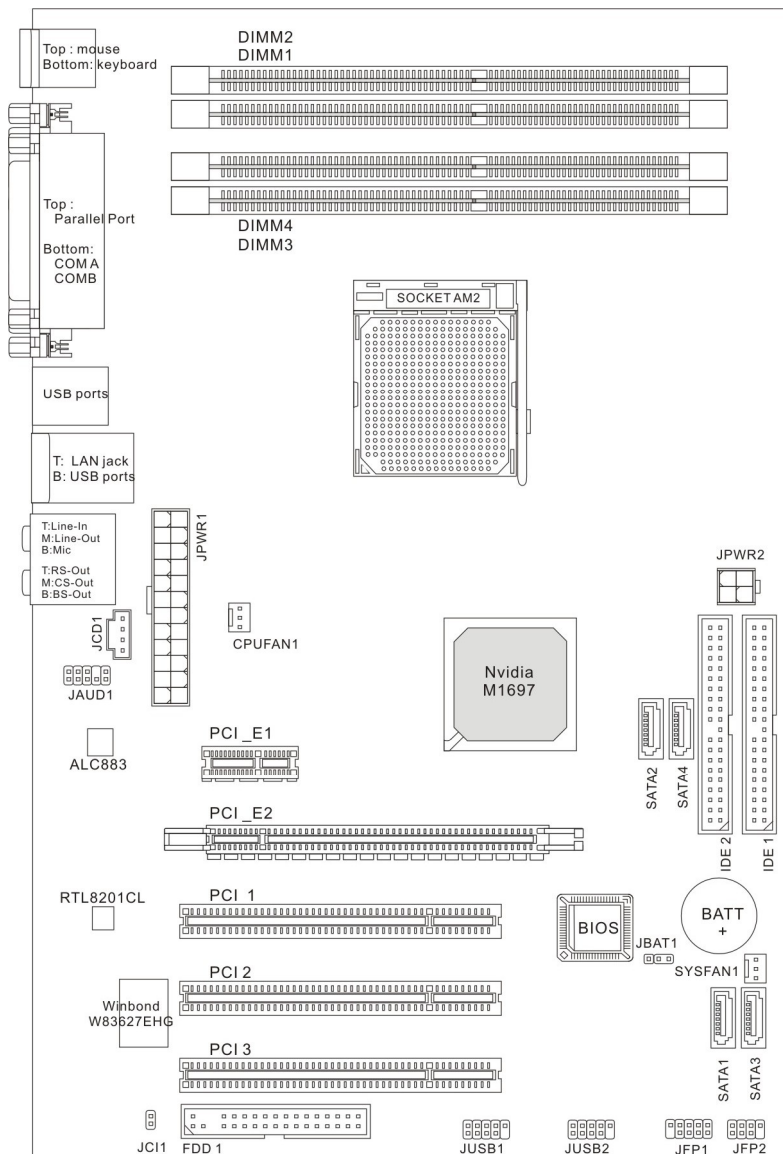 DIMM2
DIMM1
Top : mouse
Bottom: keyboard
Top :
Parallel Port
Bottom:
COM A
COMB
DIMM4
DIMM3
SOCKET AM2
USB ports
T: LAN jack
B: USB ports
T:Line-In
M:Line-Out
B:Mic
T:RS-Out
M:CS-Out
B:BS-Out
JPWR1
JPWR2
JCD1
CPUFAN1
JAUD1
Nvidia
M1697
ALC883
PCI _E1
SATA2
SATA4
PCI _E2
IDE 2
IDE 1
RTL8201CL
PCI 1
BIOS
BATT
+
JBAT1
SYSFAN1
PCI 2
Winbond
W83627EHG
PCI 3
SATA1
SATA3
JCI1
FDD 1
JUSB1
JUSB2
JFP1
JFP2